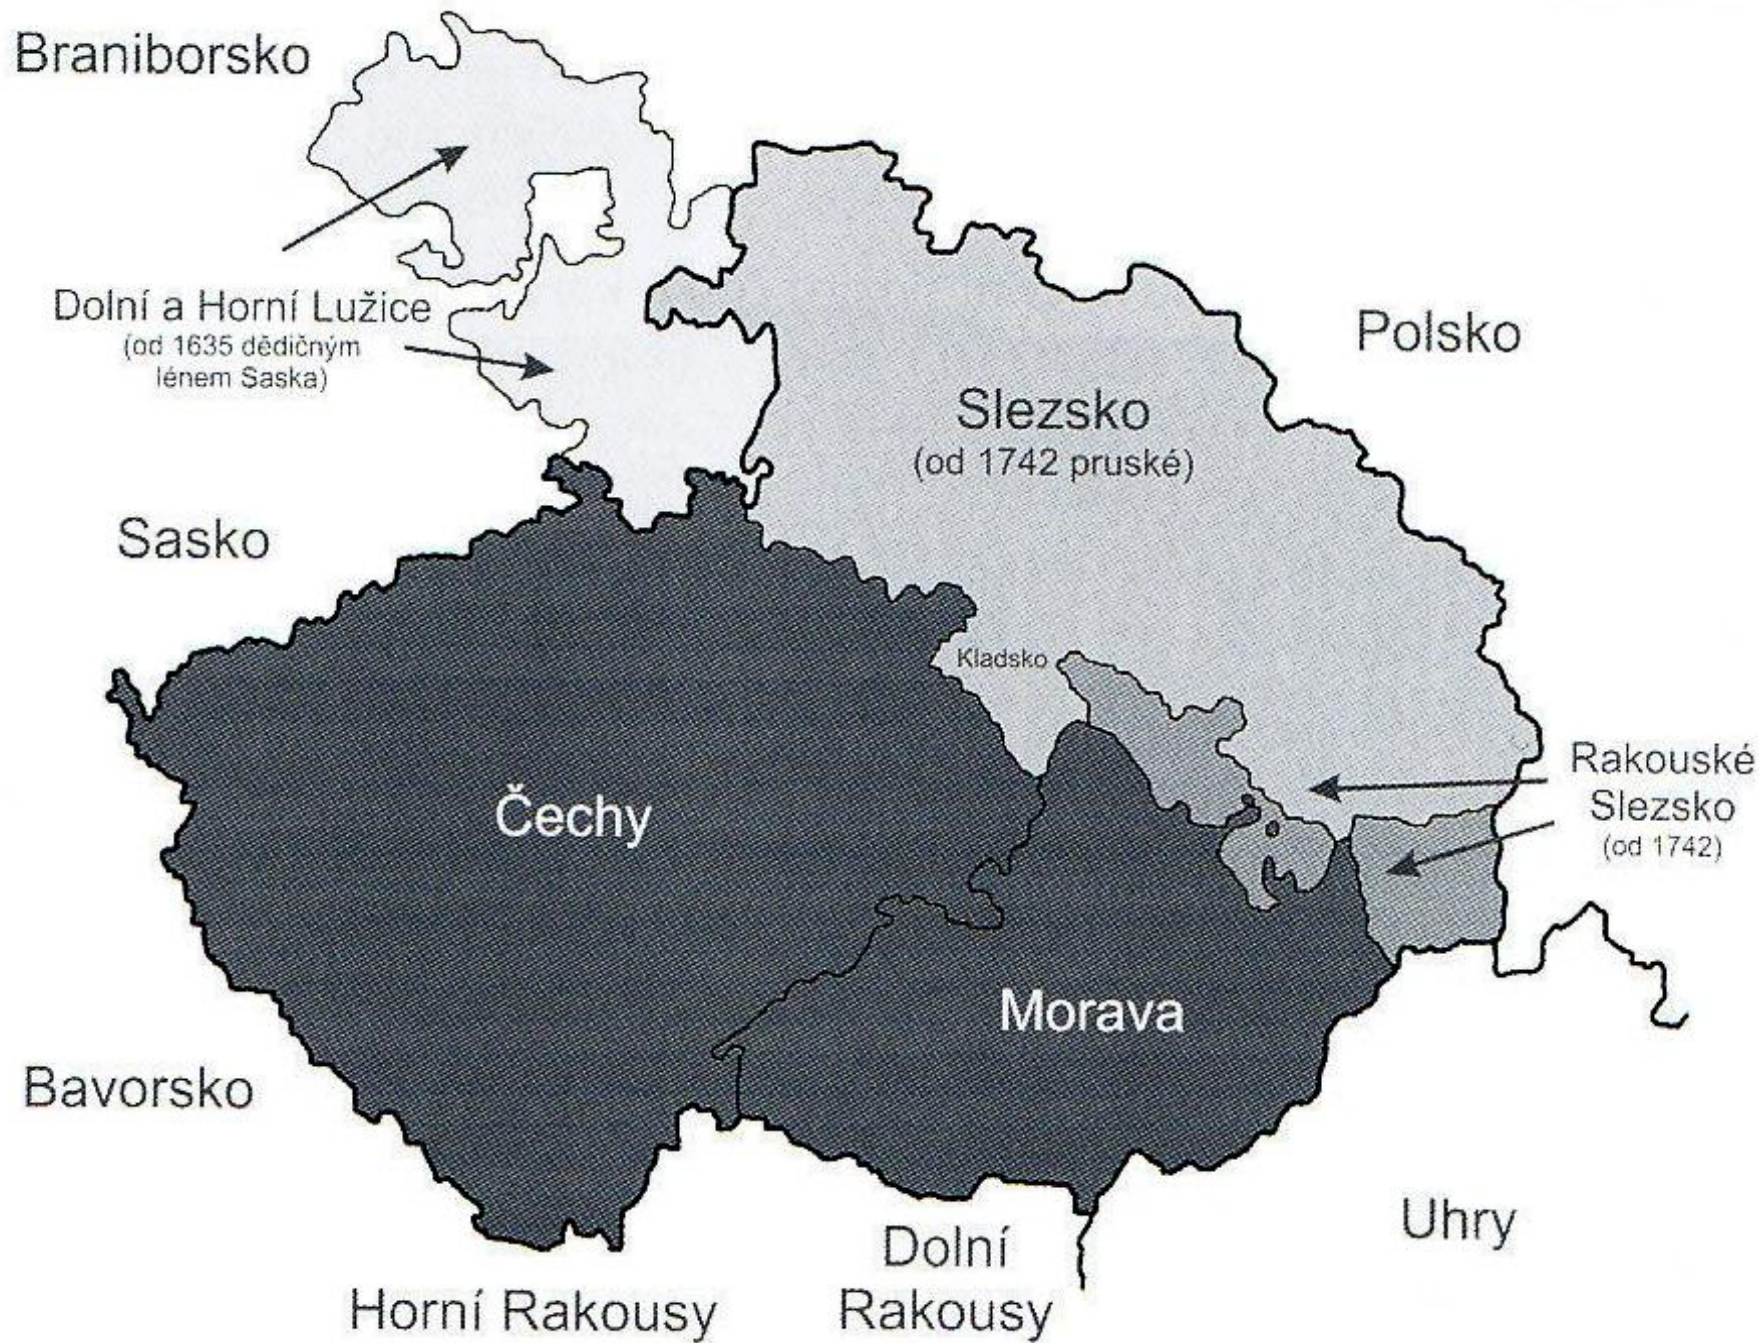 Braniborsko
Dolní a Horní Lužice
(od 1635 dědičným
lénem Saska)
Polsko
Slezsko
(od 1742 pruské)
Sasko
Kladsko
Rakouské
Slezsko
(od 1742)
Čechy
Morava
Bavorsko
Uhry
Dolní
Rakousy
Horní Rakousy